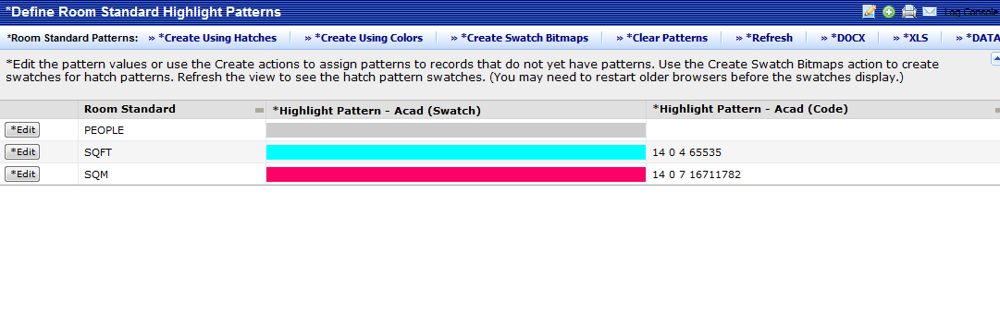 *Define Room Standard Highlight Patterns Log Console
*Room Standard Patterns: » *Create Using Hatches » *Create Using Colors » *Create Swatch Bitmaps » *Clear Patterns » *Refresh » *DOCX » *XLS » *DATA
*Edit the pattern values or use the Create actions to assign patterns to records that do not yet have patterns. Use the Create Swatch Bitmaps action to create
swatches for hatch patterns. Refresh the view to see the hatch pattern swatches. (You may need to restart older browsers before the swatches display.)
Room Standard *Highlight Pattern - Acad (Swatch) *Highlight Pattern - Acad (Code)
*Edit PEOPLE
*Edit SQFT 14 0 4 65535
*Edit SQM 14 0 7 16711782